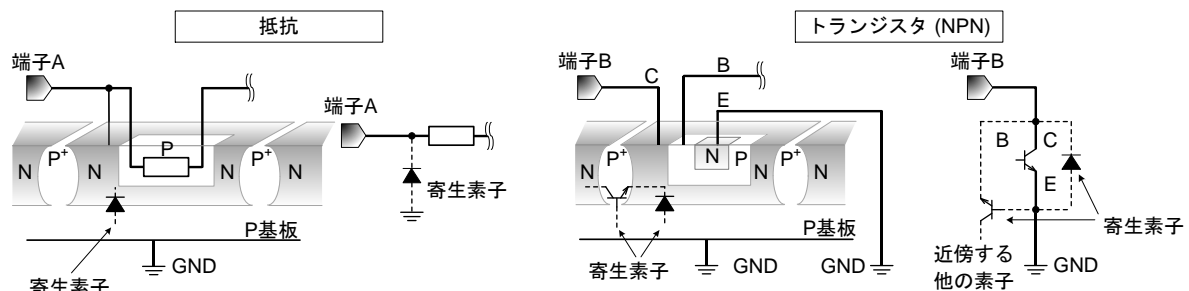 抵抗
トランジスタ (NPN)
端子A
P
N
P+
N
P+
N
P基板
GND
寄生素子
端子A
寄生素子
端子B
C
B
E
N
P+
N
P
P+
N
N
P基板
寄生素子
GND
GND
端子B
B
C
E
寄生素子
近傍する
他の素子
GND